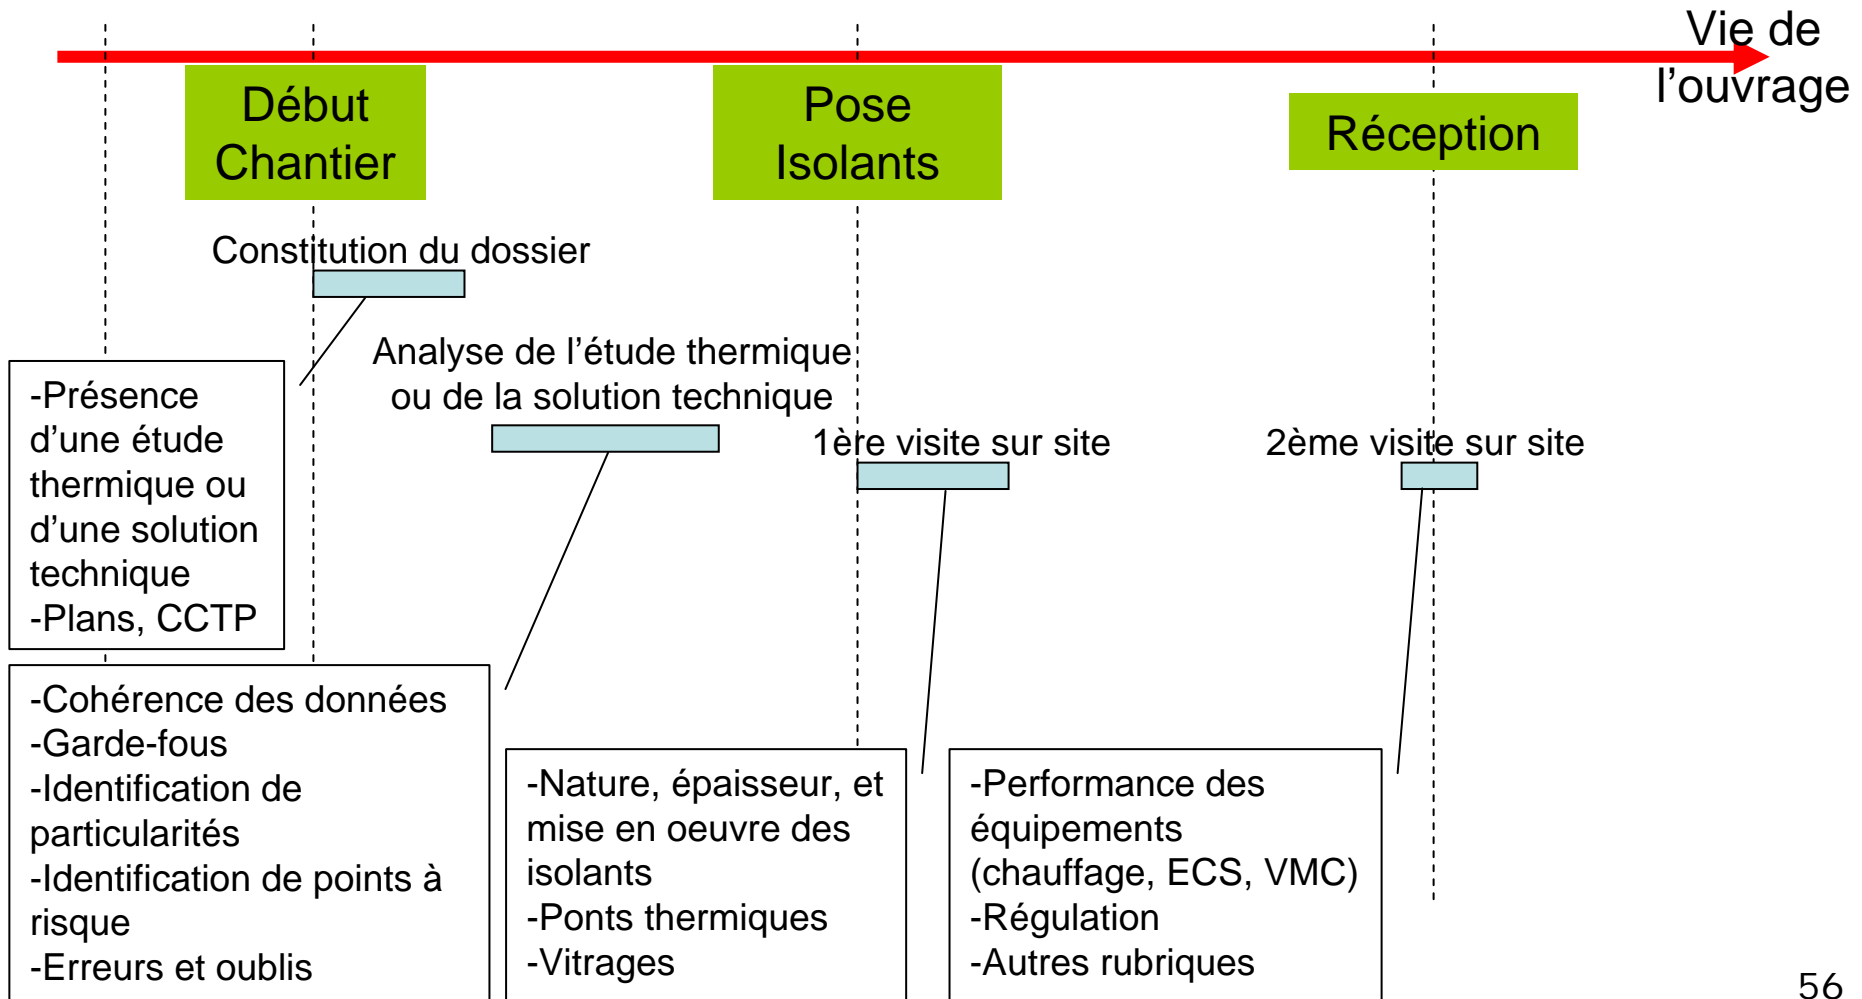 Vie de
l'ouvrage
Début
Chantier
Pose
Isolants
Réception
Constitution du dossier
Analyse de l'étude thermique
ou de la solution technique
1ère visite sur site
2ème visite sur site
-Présence
d'une étude
thermique ou
d'une solution
technique
-Plans, CCTP
-Cohérence des données
-Garde-fous
-Identification de
particularités
-Identification de points à
risque
-Erreurs et oublis
-Nature, épaisseur, et
mise en oeuvre des
isolants
-Ponts thermiques
-Vitrages
-Performance des
équipements
(chauffage, ECS, VMC)
-Régulation
-Autres rubriques
56